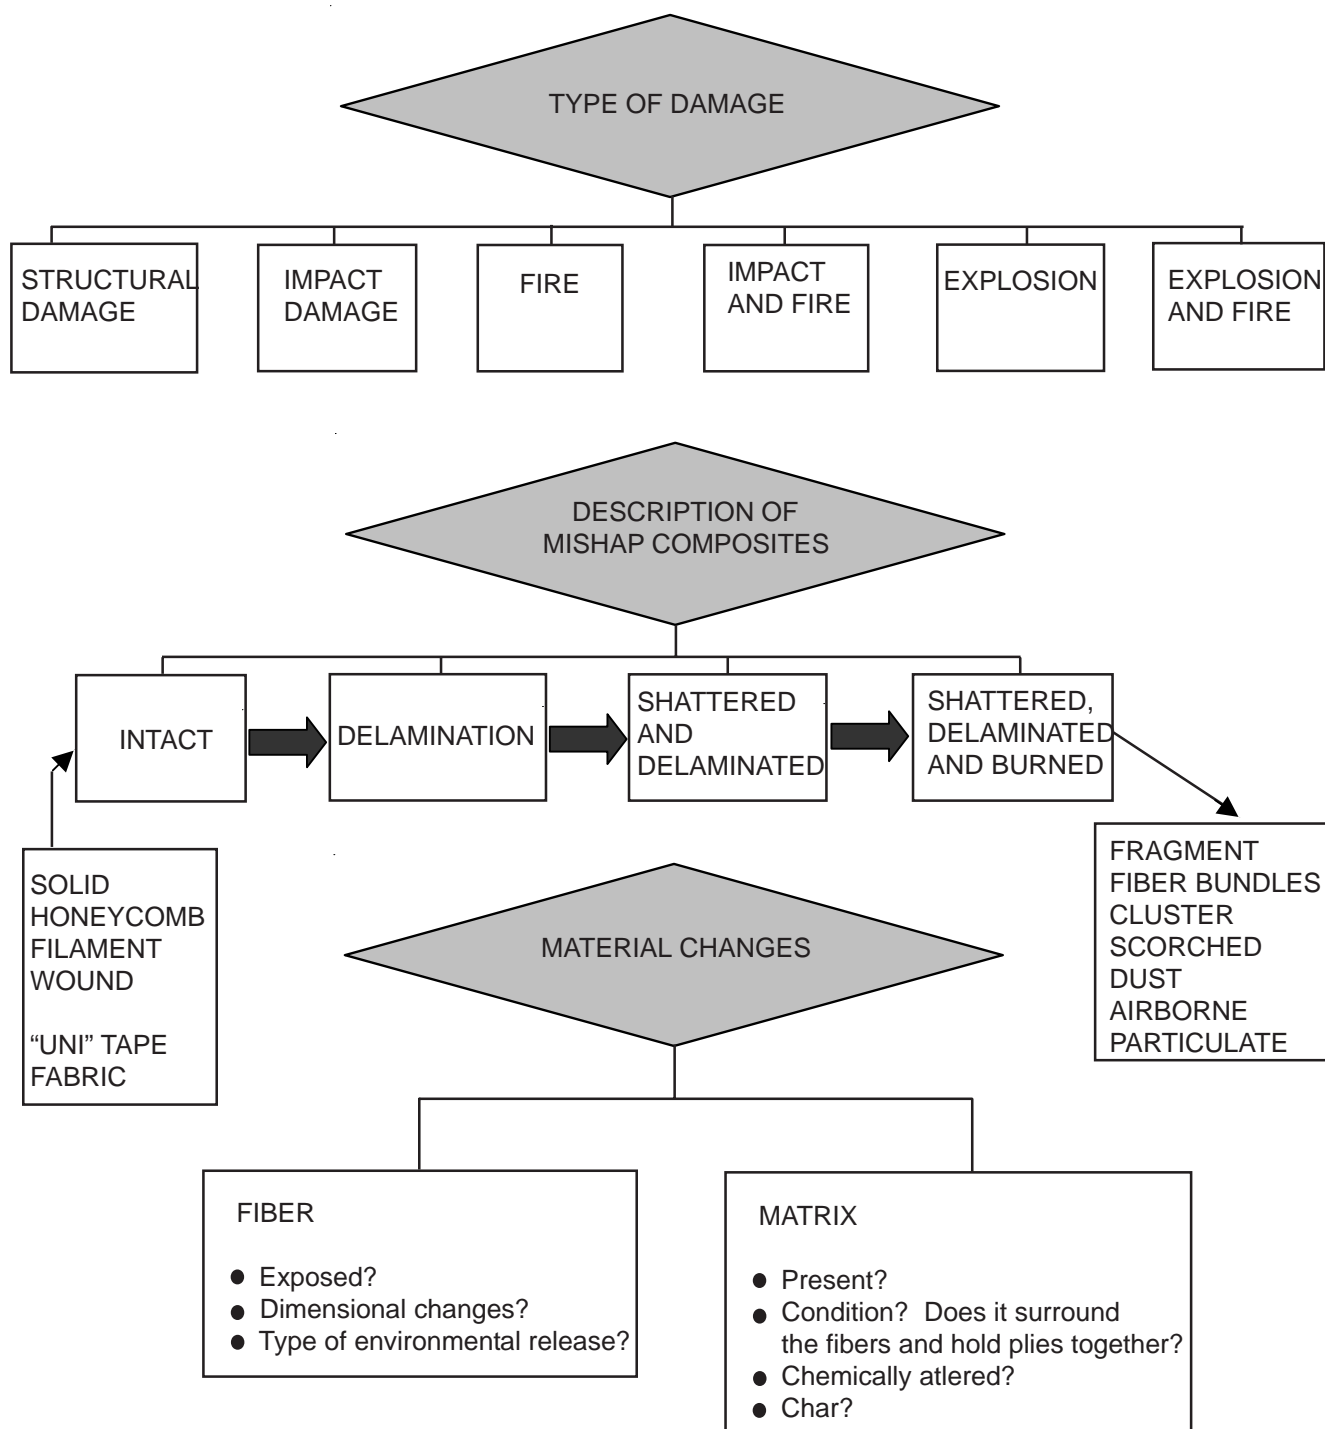 TYPE OF DAMAGE
STRUCTURAL
DAMAGE
IMPACT
DAMAGE
FIRE
IMPACT
AND FIRE
EXPLOSION
EXPLOSION
AND FIRE
DESCRIPTION OF
MISHAP COMPOSITES
INTACT
DELAMINATION
SHATTERED
AND
DELAMINATED
SHATTERED,
DELAMINATED
AND BURNED
SOLID
HONEYCOMB
FILAMENT
WOUND
“UNI” TAPE
FABRIC
FRAGMENT
FIBER BUNDLES
CLUSTER
SCORCHED
DUST
AIRBORNE
PARTICULATE
MATERIAL CHANGES
FIBER
● Exposed?
● Dimensional changes?
● Type of environmental release?
MATRIX
● Present?
● Condition? Does it surround
the fibers and hold plies together?
● Chemically atlered?
● Char?